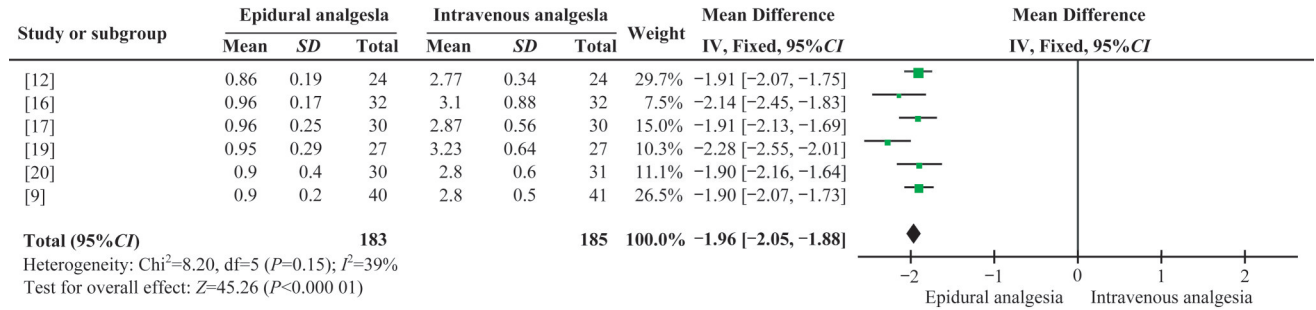 Epidural analgesla Intravenous analgesla Mean Difference Mean Difference
Study or subgroup Weight
Mean SD Total Mean SD Total IV, Fixed, 95%CI IV, Fixed, 95%CI
[12] 0.86 0.19 24 2.77 0.34 24 29.7% −1.91 [−2.07, −1.75]
[16] 0.96 0.17 32 3.1 0.88 32 7.5% −2.14 [−2.45, −1.83]
[17] 0.96 0.25 30 2.87 0.56 30 15.0% −1.91 [−2.13, −1.69]
[19] 0.95 0.29 27 3.23 0.64 27 10.3% −2.28 [−2.55, −2.01]
[20] 0.9 0.4 30 2.8 0.6 31 11.1% −1.90 [−2.16, −1.64]
[9] 0.9 0.2 40 2.8 0.5 41 26.5% −1.90 [−2.07, −1.73]
Total (95%CI) 183 185 100.0% −1.96 [−2.05, −1.88]
Heterogeneity: Chi²=8.20, df=5 (P=0.15); I²=39%
Test for overall effect: Z=45.26 (P<0.000 01)
−2 −1 0 1 2
Epidural analgesia Intravenous analgesia